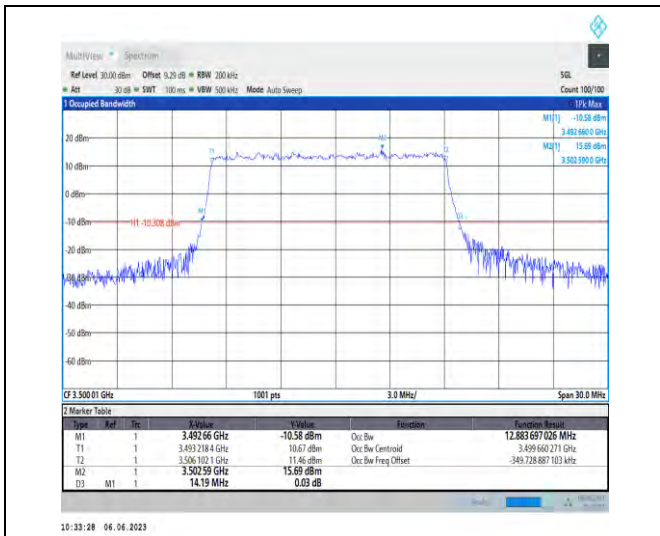 MultiView Spectrum
Ref Level 30.00 dBm Offset 9.29 dB RBW 200 kHz SGL
Att 30 dB SWT 100 ms VBW 500 kHz Mode Auto Sweep Count 100/100
1 Occupied Bandwidth 1Pk Max
M1[1] -10.58 dBm
3.492 660 0 GHz
M2[1] 15.69 dBm
3.502 590 0 GHz
20 dBm
M2
T1 T2
10 dBm
0 dBm
M1
-10 dBm H1 -10.308 dBm
-20 dBm
-30 dBm
-40 dBm
-50 dBm
-60 dBm
CF 3.500 01 GHz 1001 pts 3.0 MHz/ Span 30.0 MHz
2 Marker Table
Type Ref Trc X-Value Y-Value Function Function Result
M1 1 3.492 66 GHz -10.58 dBm Occ Bw 12.883 697 026 MHz
T1 1 3.493 218 4 GHz 10.67 dBm Occ Bw Centroid 3.499 660 271 GHz
T2 1 3.506 102 1 GHz 11.46 dBm Occ Bw Freq Offset -349.728 887 103 kHz
M2 1 3.502 59 GHz 15.69 dBm
D3 M1 1 14.19 MHz 0.03 dB
10:33:28 06.06.2023